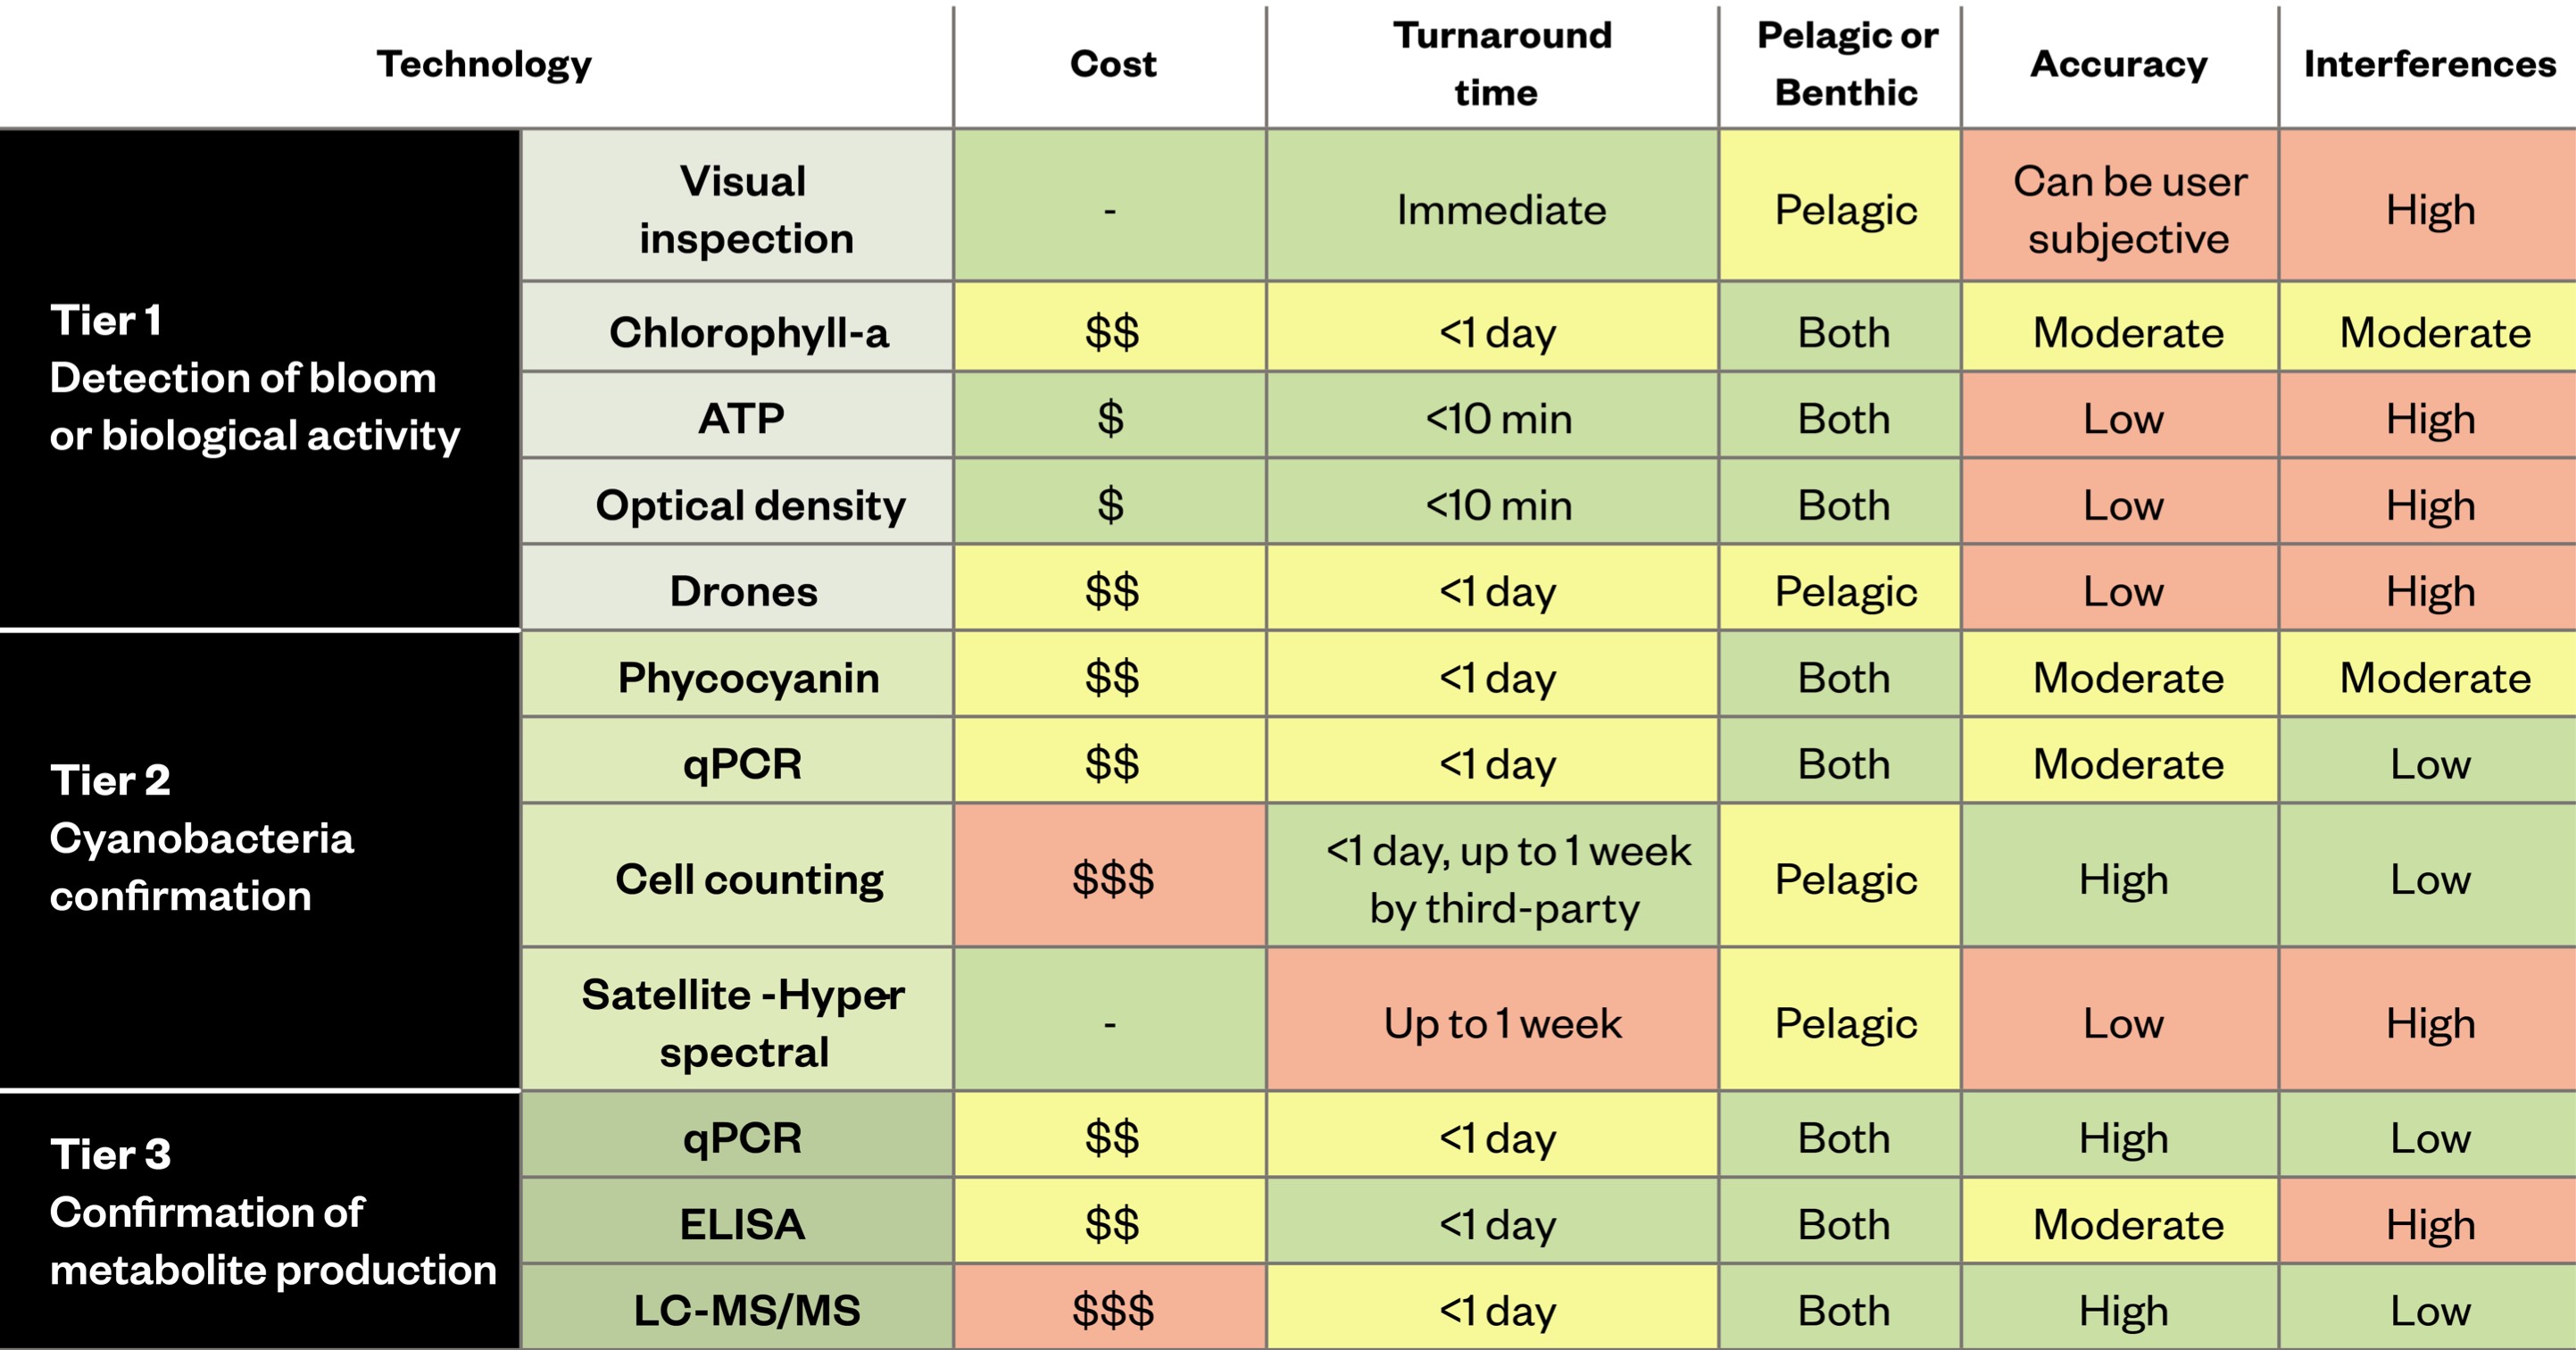 Technology
Cost
Turnaround
time
Pelagic or
Benthic
Accuracy
Interferences
Tier 1
Detection of bloom
or biological activity
Visual
inspection
-
Immediate
Pelagic
Can be user
subjective
High
Chlorophyll-a
$$
<1 day
Both
Moderate
Moderate
ATP
$
<10 min
Both
Low
High
Optical density
$
<10 min
Both
Low
High
Drones
$$
<1 day
Pelagic
Low
High
Tier 2
Cyanobacteria
confirmation
Phycocyanin
$$
<1 day
Both
Moderate
Moderate
qPCR
$$
<1 day
Both
Moderate
Low
Cell counting
$$$
<1 day, up to 1 week
by third-party
Pelagic
High
Low
Satellite -Hyper
spectral
-
Up to 1 week
Pelagic
Low
High
Tier 3
Confirmation of
metabolite production
qPCR
$$
<1 day
Both
High
Low
ELISA
$$
<1 day
Both
Moderate
High
LC-MS/MS
$$$
<1 day
Both
High
Low